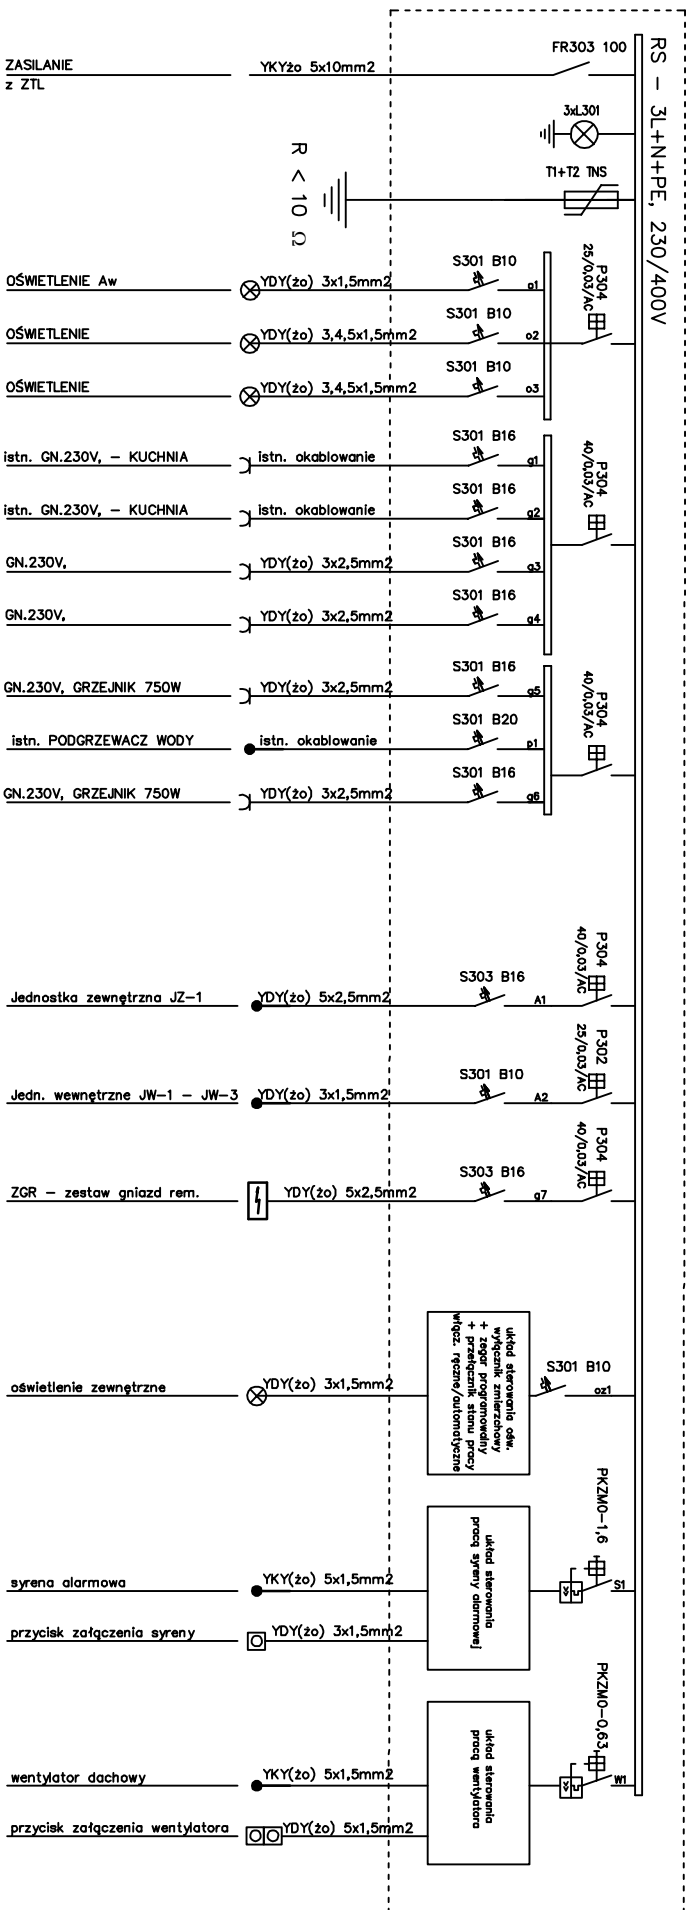 RS - 3L+N+PE, 230/400V
ZASILANIE
z ZTL
YKYżo 5x10mm2
FR303 100
3xL301
R < 10 Ω
T1+T2 TNS
P304
25/0,03/AC
OŚWIETLENIE Aw
YDY(żo) 3x1,5mm2
S301 B10
o1
OŚWIETLENIE
YDY(żo) 3,4,5x1,5mm2
S301 B10
o2
OŚWIETLENIE
YDY(żo) 3,4,5x1,5mm2
S301 B10
o3
P304
40/0,03/AC
istn. GN.230V, - KUCHNIA
istn. okablowanie
S301 B16
g1
istn. GN.230V, - KUCHNIA
istn. okablowanie
S301 B16
g2
GN.230V,
YDY(żo) 3x2,5mm2
S301 B16
g3
GN.230V,
YDY(żo) 3x2,5mm2
S301 B16
g4
P304
40/0,03/AC
GN.230V, GRZEJNIK 750W
YDY(żo) 3x2,5mm2
S301 B16
g5
istn. PODGRZEWACZ WODY
istn. okablowanie
S301 B20
p1
GN.230V, GRZEJNIK 750W
YDY(żo) 3x2,5mm2
S301 B16
g6
P304
40/0,03/AC
Jednostka zewnętrzna JZ-1
YDY(żo) 5x2,5mm2
S303 B16
A1
P302
25/0,03/AC
Jedn. wewnętrzne JW-1 - JW-3
YDY(żo) 3x1,5mm2
S301 B10
A2
P304
40/0,03/AC
ZGR - zestaw gniazd rem.
YDY(żo) 5x2,5mm2
S303 B16
g7
oświetlenie zewnętrzne
YDY(żo) 3x1,5mm2
układ sterowania ośw.
wyłącznik zmierzchowy
+ zegar programowalny
+ przełącznik stanu pracy
włącz. ręczne/automatyczne
S301 B10
oz1
PKZM0-1,6
syrena alarmowa
YKY(żo) 5x1,5mm2
układ sterowania
pracą syreny alarmowej
S1
przycisk załączenia syreny
YDY(żo) 3x1,5mm2
PKZM0-0,63
wentylator dachowy
YKY(żo) 5x1,5mm2
układ sterowania
pracą wentylatora
W1
przycisk załączenia wentylatora
YDY(żo) 5x1,5mm2